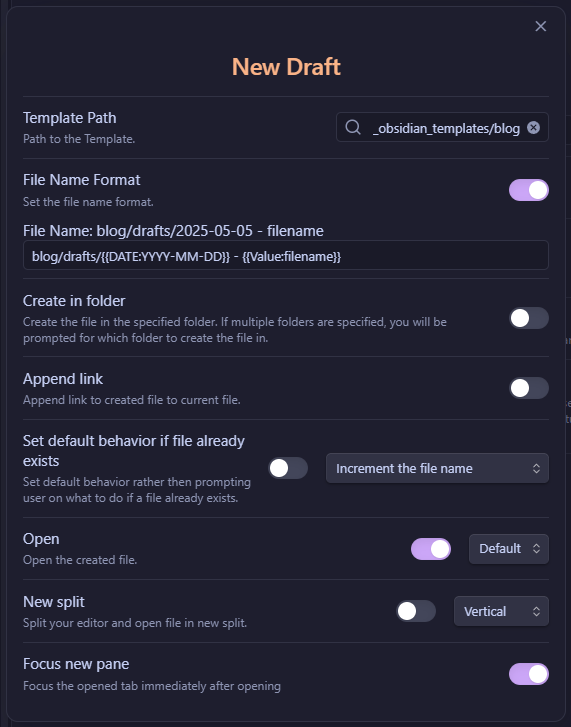 New Draft
Template Path
Path to the Template.
_obsidian_templates/blog
File Name Format
Set the file name format.
File Name: blog/drafts/2025-05-05 - filename
blog/drafts/{{DATE:YYYY-MM-DD}} - {{Value:filename}}
Create in folder
Create the file in the specified folder. If multiple folders are specified, you will be
prompted for which folder to create the file in.
Append link
Append link to created file to current file.
Set default behavior if file already
exists
Set default behavior rather then prompting
user on what to do if a file already exists.
Increment the file name
Open
Open the created file.
Default
New split
Split your editor and open file in new split.
Vertical
Focus new pane
Focus the opened tab immediately after opening